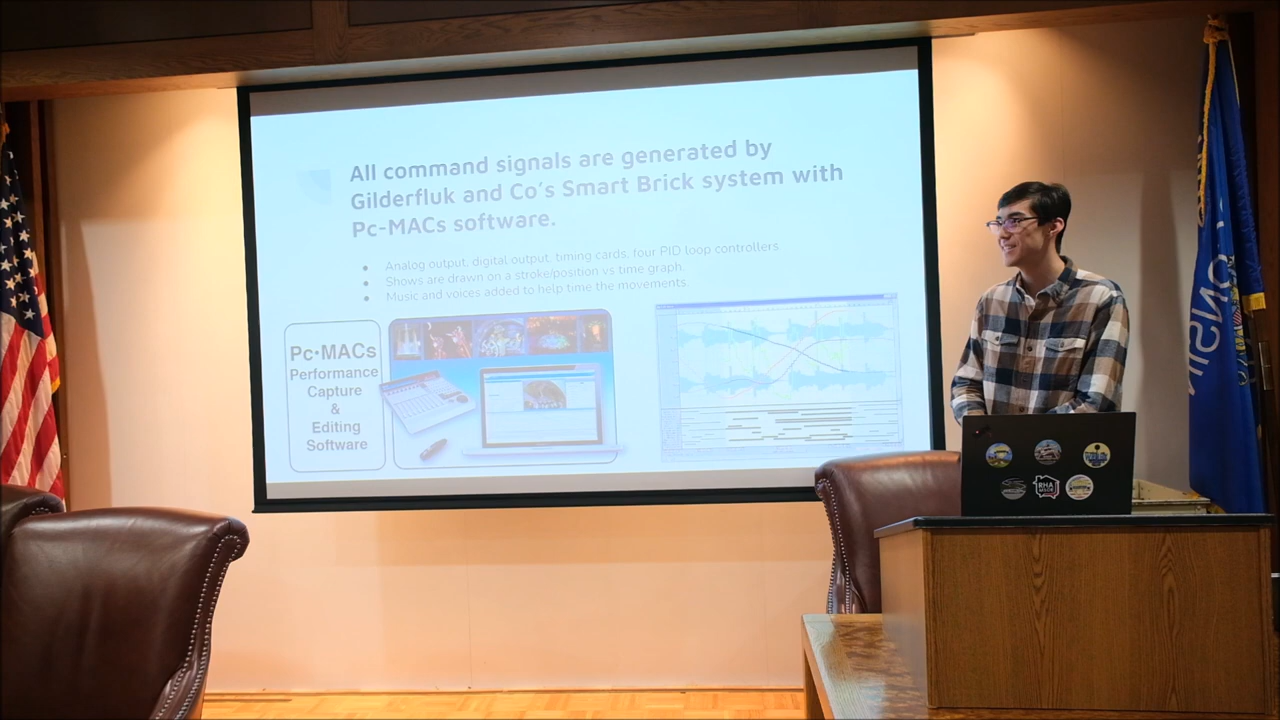 All command signals are generated by
Gilderfluk and Co's Smart Brick system with
Pc-MACs software.
• Analog output, digital output, timing cards, four PID loop controllers
• Shows are drawn on a stroke/position vs time graph.
• Music and voices added to help time the movements
Pc•MACs
Performance
Capture
&
Editing
Software
RHA
ONSIN